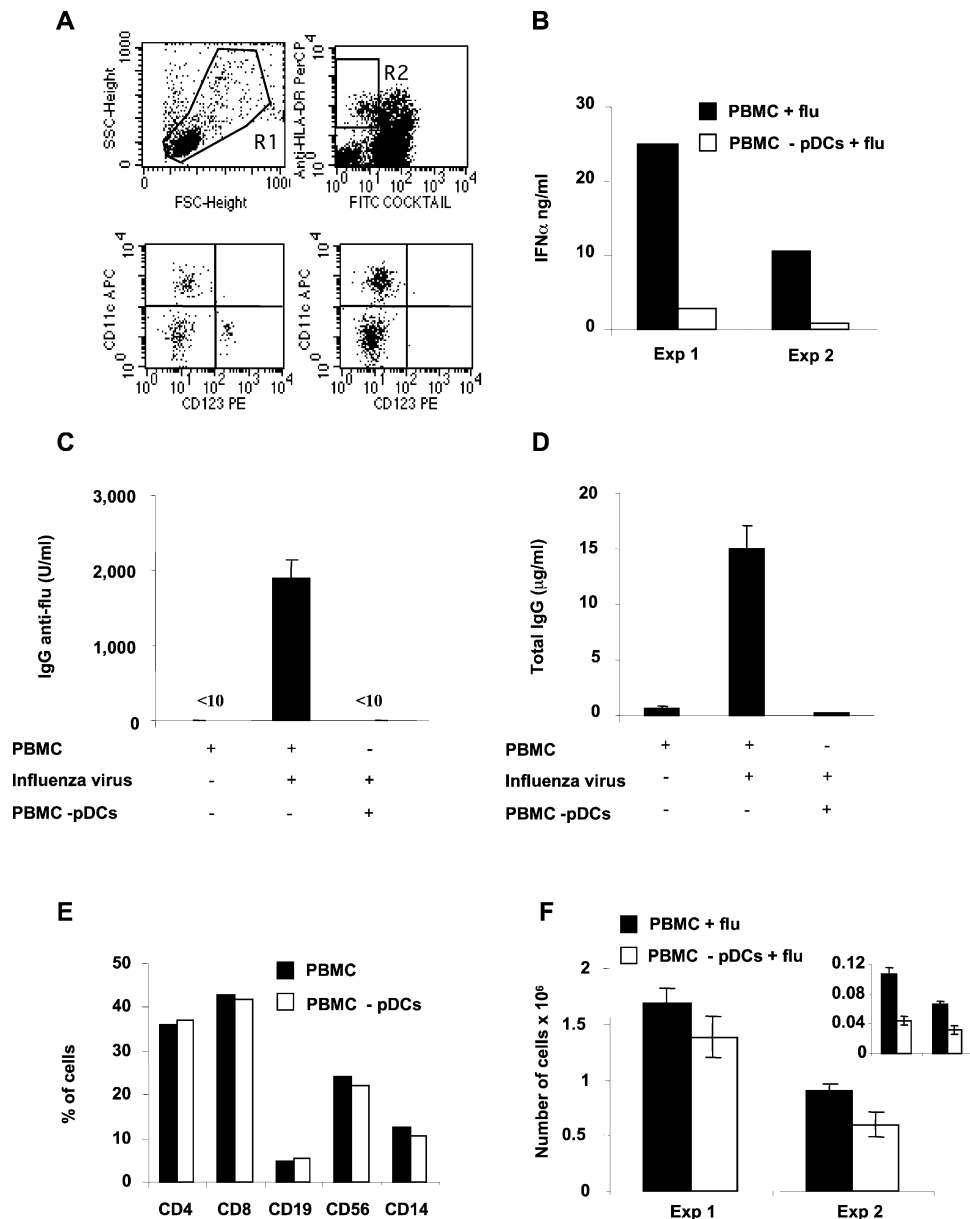 A
1000
SSC-Height
0
R1
0
1000
FSC-Height
10^4
Anti-HLA-DR PerCP
10^0
R2
10^0 10^1 10^2 10^3 10^4
FITC COCKTAIL
10^4
CD11c APC
10^0
10^0 10^1 10^2 10^3 10^4
CD123 PE
10^4
CD11c APC
10^0
10^0 10^1 10^2 10^3 10^4
CD123 PE
B
PBMC + flu
PBMC - pDCs + flu
IFNα ng/ml
30
20
10
0
Exp 1
Exp 2
C
IgG anti-flu (U/ml)
3,000
2,000
1,000
0
<10
<10
PBMC + + -
Influenza virus - + +
PBMC -pDCs - - +
D
Total IgG (µg/ml)
20
15
10
5
0
PBMC + + -
Influenza virus - + +
PBMC -pDCs - - +
E
PBMC
PBMC - pDCs
% of cells
50
40
30
20
10
0
CD4 CD8 CD19 CD56 CD14
F
PBMC + flu
PBMC - pDCs + flu
Number of cells x 10^6
2
1.5
1
0.5
0
0.12
0.08
0.04
0
Exp 1
Exp 2